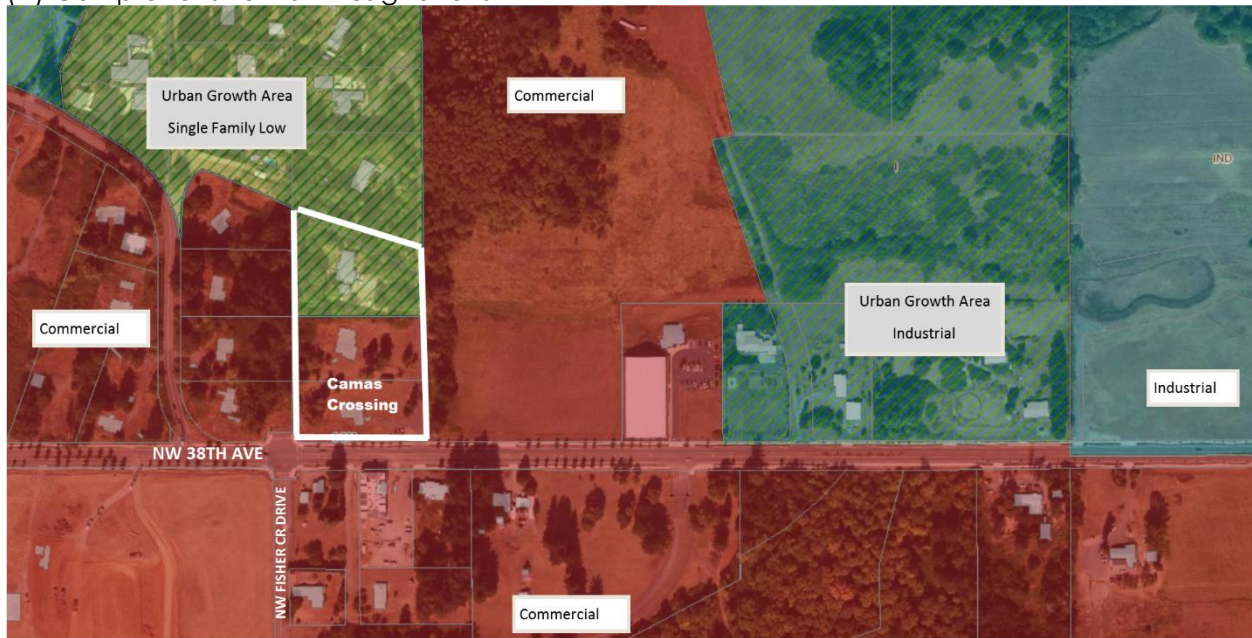 Urban Growth Area
Single Family Low
Commercial
IND
I
Urban Growth Area
Industrial
Commercial
Industrial
Camas
Crossing
NW 38TH AVE
NW FISHER CR DRIVE
Commercial